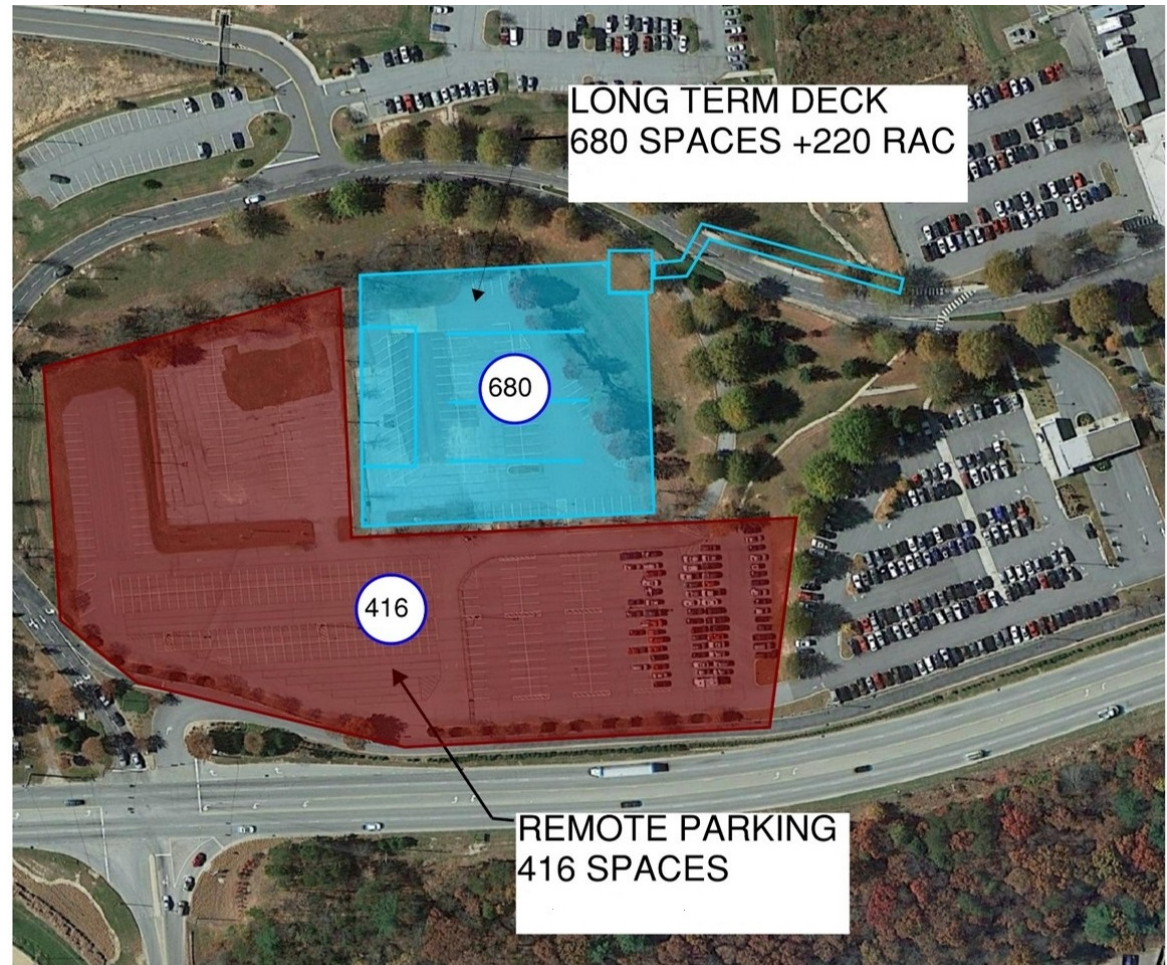 LONG TERM DECK
680 SPACES +220 RAC
680
416
REMOTE PARKING
416 SPACES